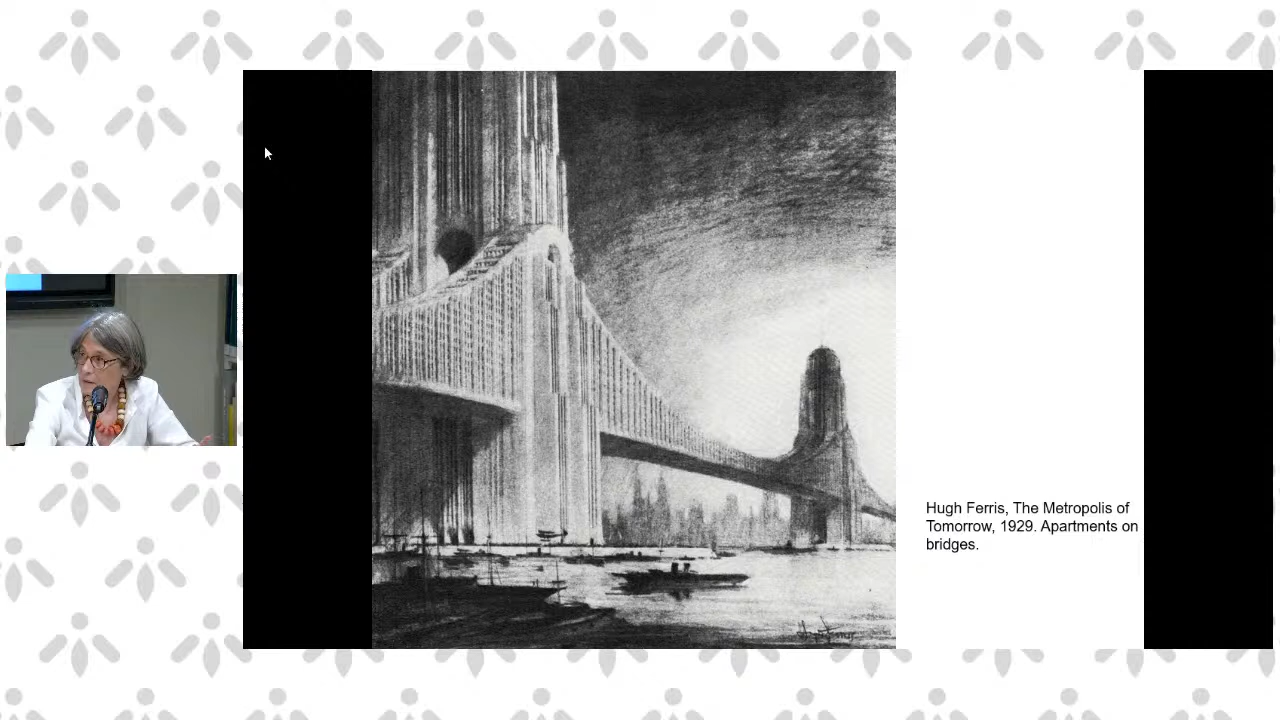 Hugh Ferris, The Metropolis of
Tomorrow, 1929. Apartments on
bridges.